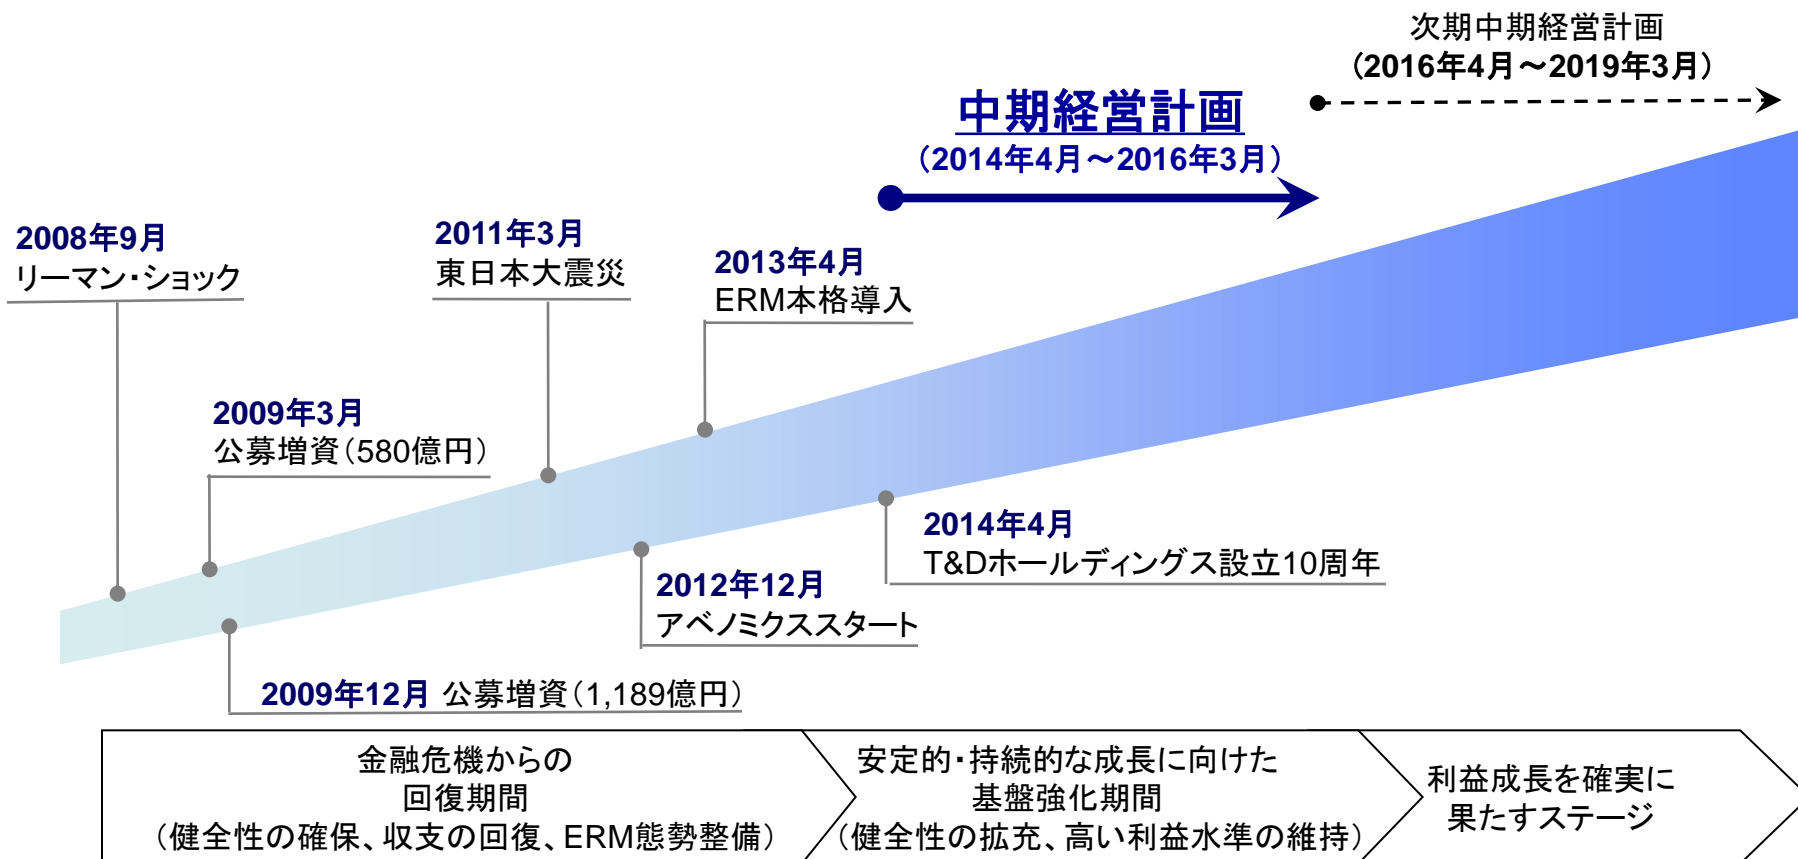 次期中期経営計画
（2016年4月～2019年3月）
中期経営計画
（2014年4月～2016年3月）
2008年9月
リーマン・ショック
2011年3月
東日本大震災
2013年4月
ERM本格導入
2009年3月
公募増資（580億円）
2014年4月
T&Dホールディングス設立10周年
2012年12月
アベノミクススタート
2009年12月 公募増資（1,189億円）
金融危機からの
回復期間
（健全性の確保、収支の回復、ERM態勢整備）
安定的・持続的な成長に向けた
基盤強化期間
（健全性の拡充、高い利益水準の維持）
利益成長を確実に
果たすステージ